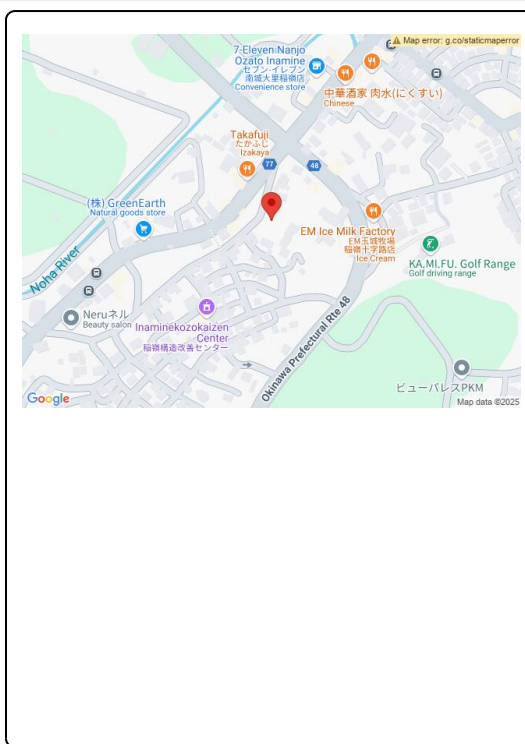 Map error: g.co/staticmaperror
7-Eleven Nanjo
Ozato Inamine
セブン-イレブン
南城大里稲嶺店
Convenience store
中華酒家 肉水(にくすい)
Chinese
Takafuji
たかふじ
Izakaya
77
48
(株) GreenEarth
Natural goods store
EM Ice Milk Factory
EM玉城牧場
稲嶺十字路店
Ice Cream
KA.MI.FU. Golf Range
Golf driving range
Noha River
Neruネル
Beauty salon
Inaminekozokaizen
Center
稲嶺構造改善センター
Okinawa Prefectural Rte 48
ビューパレスPKM
Google
Map data ©2025